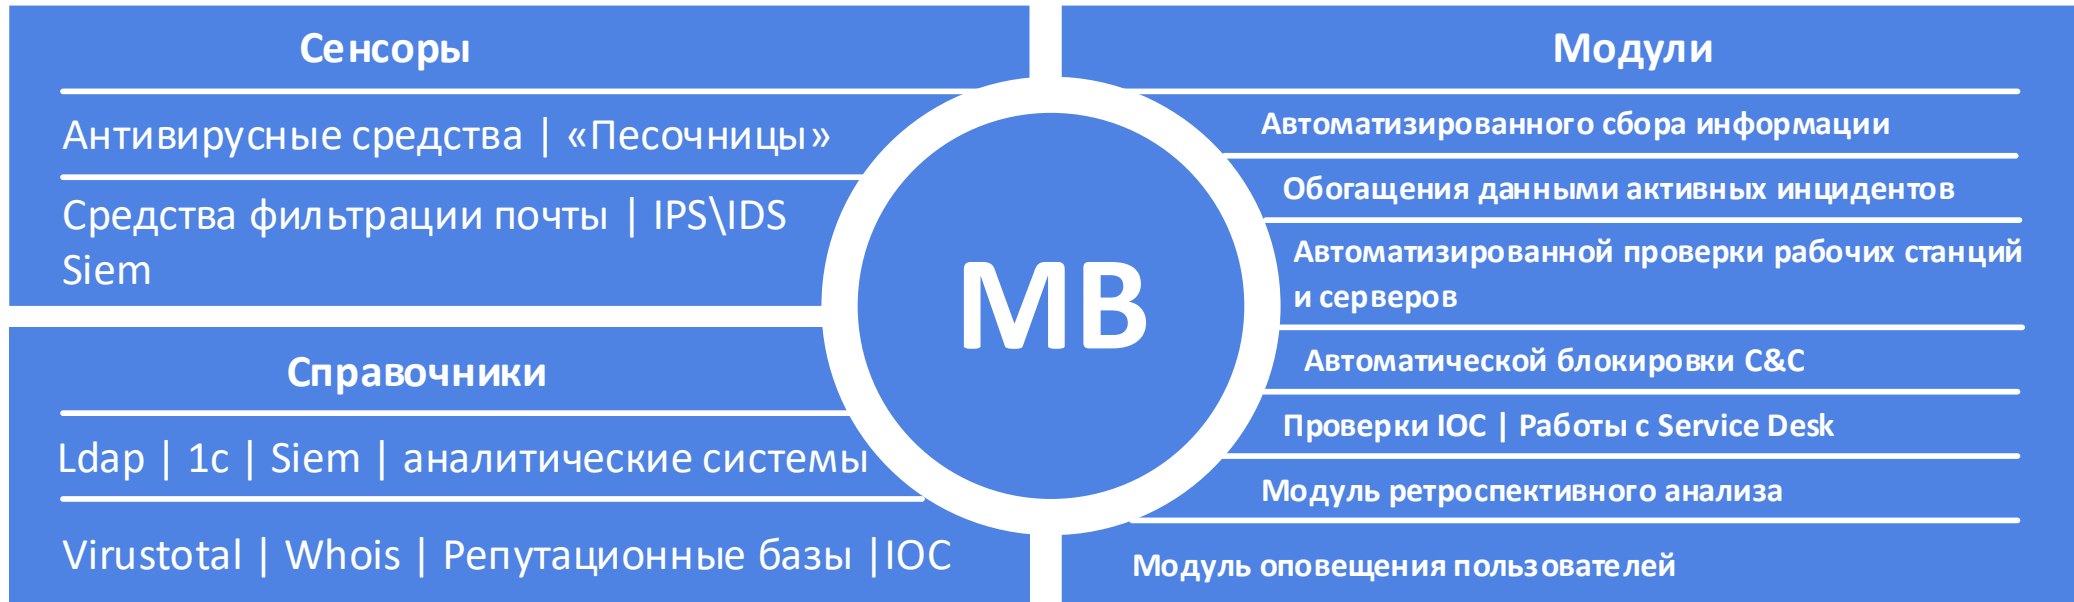 Сенсоры
Антивирусные средства | «Песочницы»
Средства фильтрации почты | IPS\IDS
Siem
Справочники
Ldap | 1c | Siem | аналитические системы
Virustotal | Whois | Репутационные базы |IOC
МВ
Модули
Автоматизированного сбора информации
Обогащения данными активных инцидентов
Автоматизированной проверки рабочих станций
и серверов
Автоматической блокировки C&C
Проверки IOC | Работы с Service Desk
Модуль ретроспективного анализа
Модуль оповещения пользователей